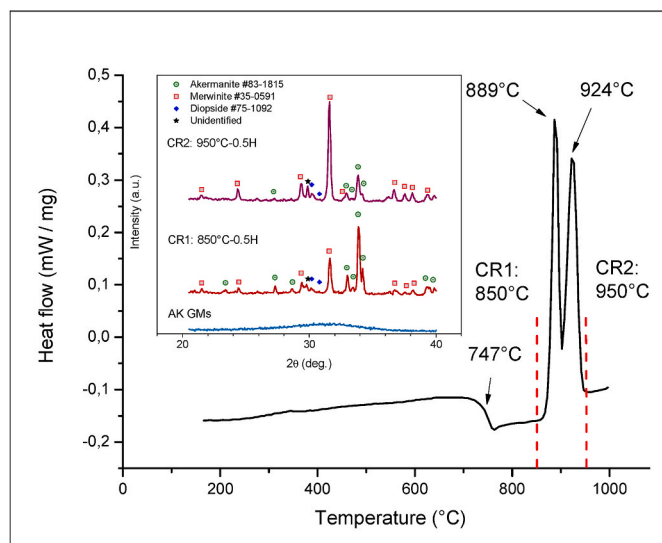 0,5
0,4
0,3
0,2
0,1
0,0
-0,1
-0,2
Heat flow (mW / mg)
0
200
400
600
800
1000
Temperature (°C)
889°C
924°C
747°C
CR1:
850°C
CR2:
950°C
Akermanite #83-1815
Merwinite #35-0591
Diopside #75-1092
Unidentified
CR2: 950°C-0.5H
CR1: 850°C-0.5H
AK GMs
Intensity (a.u.)
20
30
40
2θ (deg.)